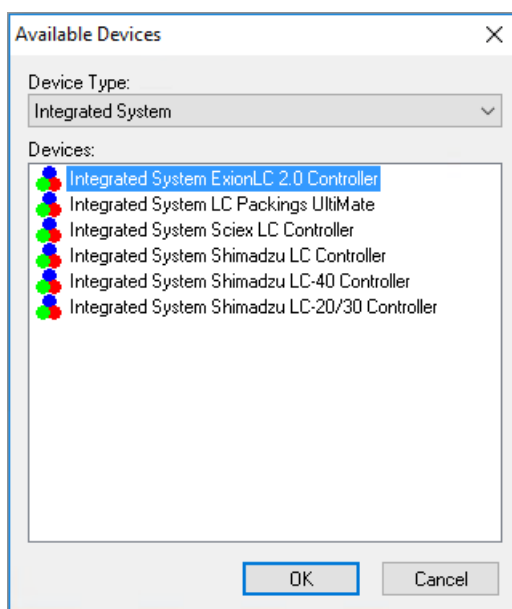 Available Devices
Device Type:
Integrated System
Devices:
Integrated System ExionLC 2.0 Controller
Integrated System LC Packings UltiMate
Integrated System Sciex LC Controller
Integrated System Shimadzu LC Controller
Integrated System Shimadzu LC-40 Controller
Integrated System Shimadzu LC-20/30 Controller
OK Cancel